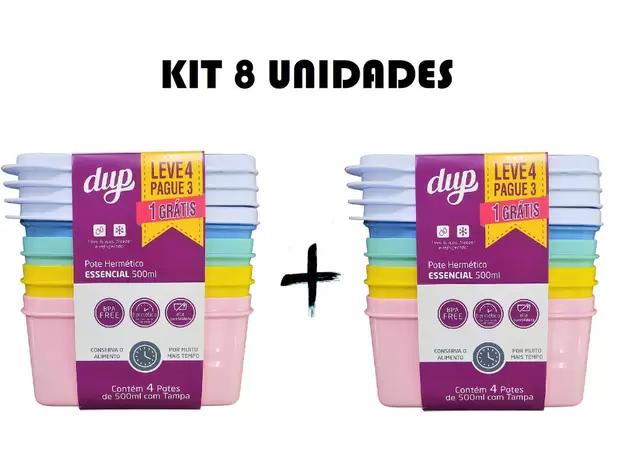 KIT 8 UNIDADES
dup
LEVE 4
PAGUE 3
1 GRÁTIS
Pote Hermético
ESSENCIAL 500ml
BPA
FREE
hermético
CONSERVA O
ALIMENTO
POR MUITO
MAIS TEMPO
Contém 4 Potes
de 500ml com Tampa
+
dup
LEVE 4
PAGUE 3
1 GRÁTIS
Pote Hermético
ESSENCIAL 500ml
BPA
FREE
hermético
CONSERVA O
ALIMENTO
POR MUITO
MAIS TEMPO
Contém 4 Potes
de 500ml com Tampa